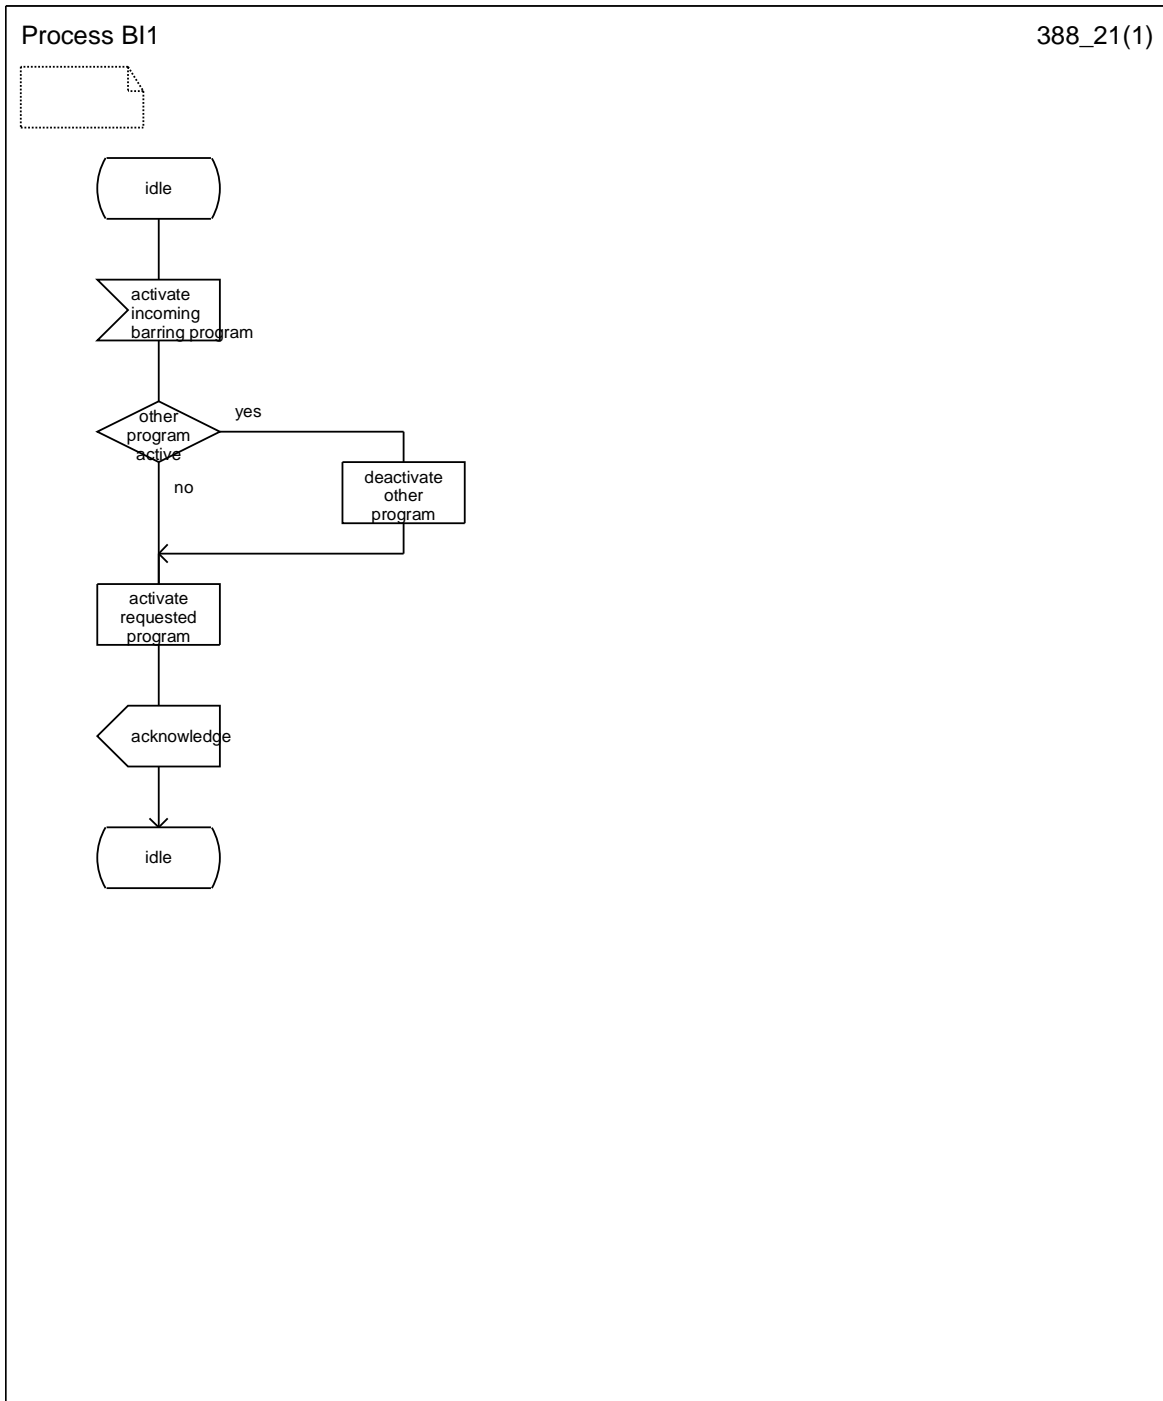 Process BI1
388_21(1)
idle
activate
incoming
barring program
other
program
active
yes
no
deactivate
other
program
activate
requested
program
acknowledge
idle